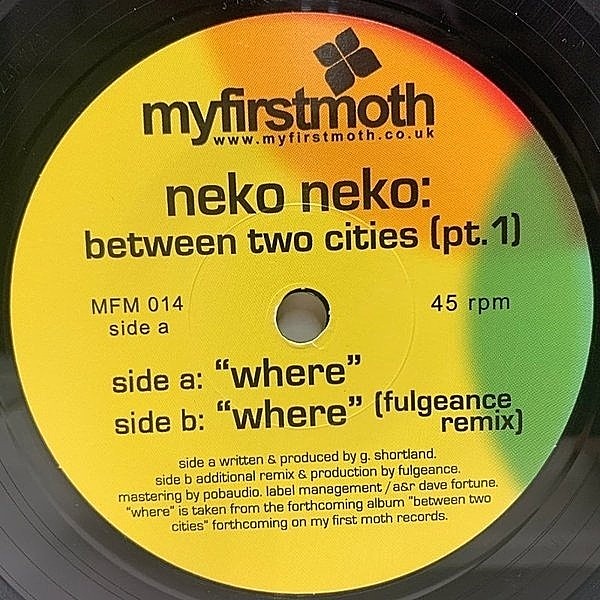 myfirstmoth
www.myfirstmoth.co.uk
neko neko:
between two cities (pt.1)
MFM 014
side a
45 rpm
side a: “where”
side b: “where” (fulgeance
remix)
side a written & produced by g. shortland.
side b additional remix & production by fulgeance.
mastering by pobaudio. label management /a&r dave fortune.
“where” is taken from the forthcoming album "between two
cities” forthcoming on my first moth records.